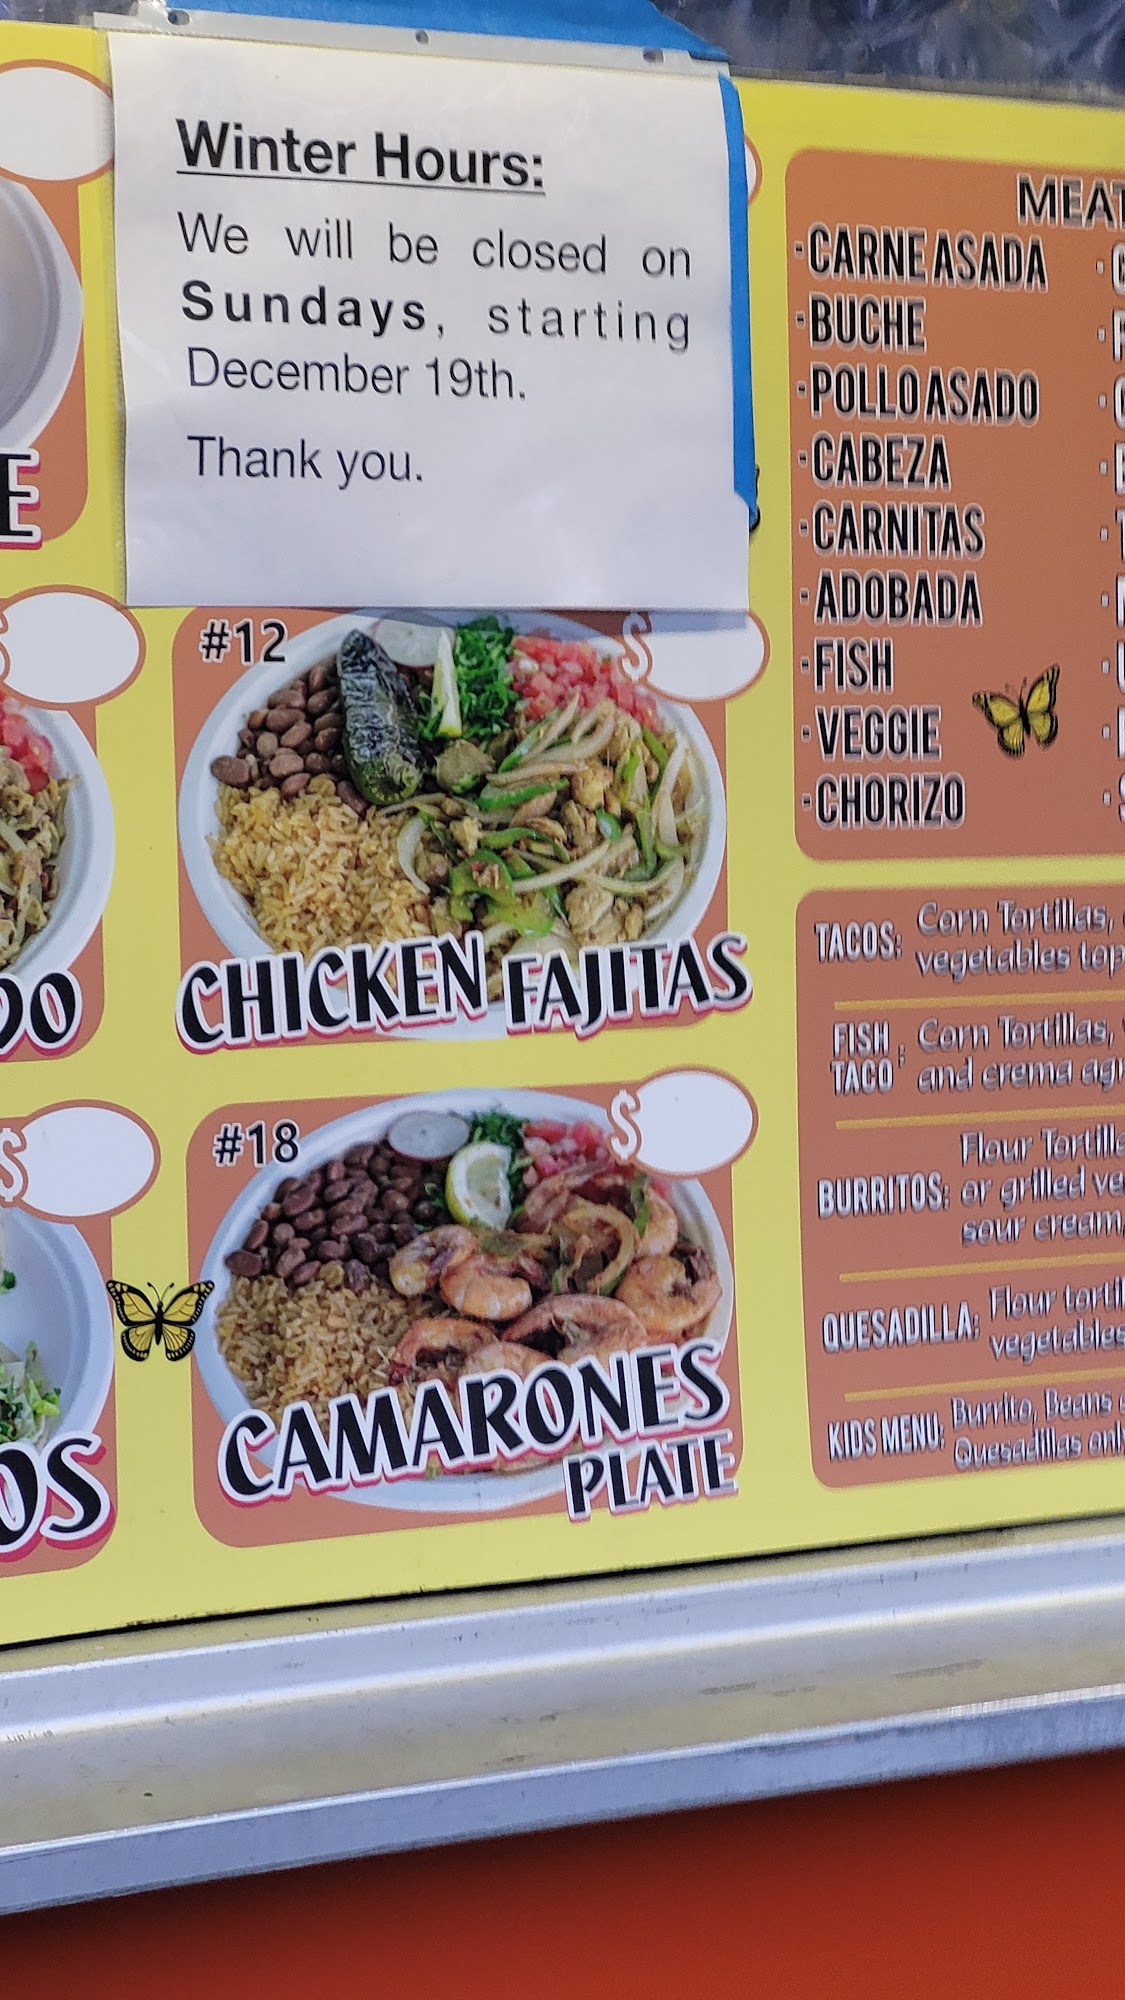 Winter Hours:
We will be closed on
Sundays, starting
December 19th.
Thank you.
E
#12
$
CHICKEN FAJITAS
DO
#18
$
$
CAMARONES
PLATE
OS
·CARNE ASADA
·BUCHE
·POLLO ASADO
·CABEZA
·CARNITAS
·ADOBADA
·FISH
·VEGGIE
·CHORIZO
TACOS: Corn Tortillas,
vegetables
FISH TACO: Corn Tortillas,
and crema
BURRITOS: Flour
or grilled
sour cream,
QUESADILLA: Flour
vegetables
KIDS MENU: Burrito, Beans
Quesadillas